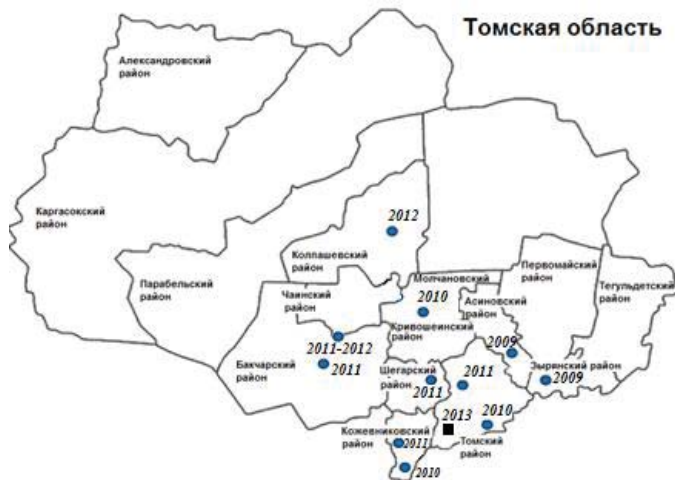 Томская область
Александровский
район
Каргасокский
район
2012
Колпашевский
район
Парабельский
район
Чаинский
район
Молчановский
2010
Кривошеинский
район
Первомайский
район
Тегульдетский
район
Асиновский
район
2009
2011-2012
2011
Бакчарский
район
Шегарский
район
2011
2011
Зырянский район
2009
2013
2010
Кожевниковский
район
2011
Томский
район
2010